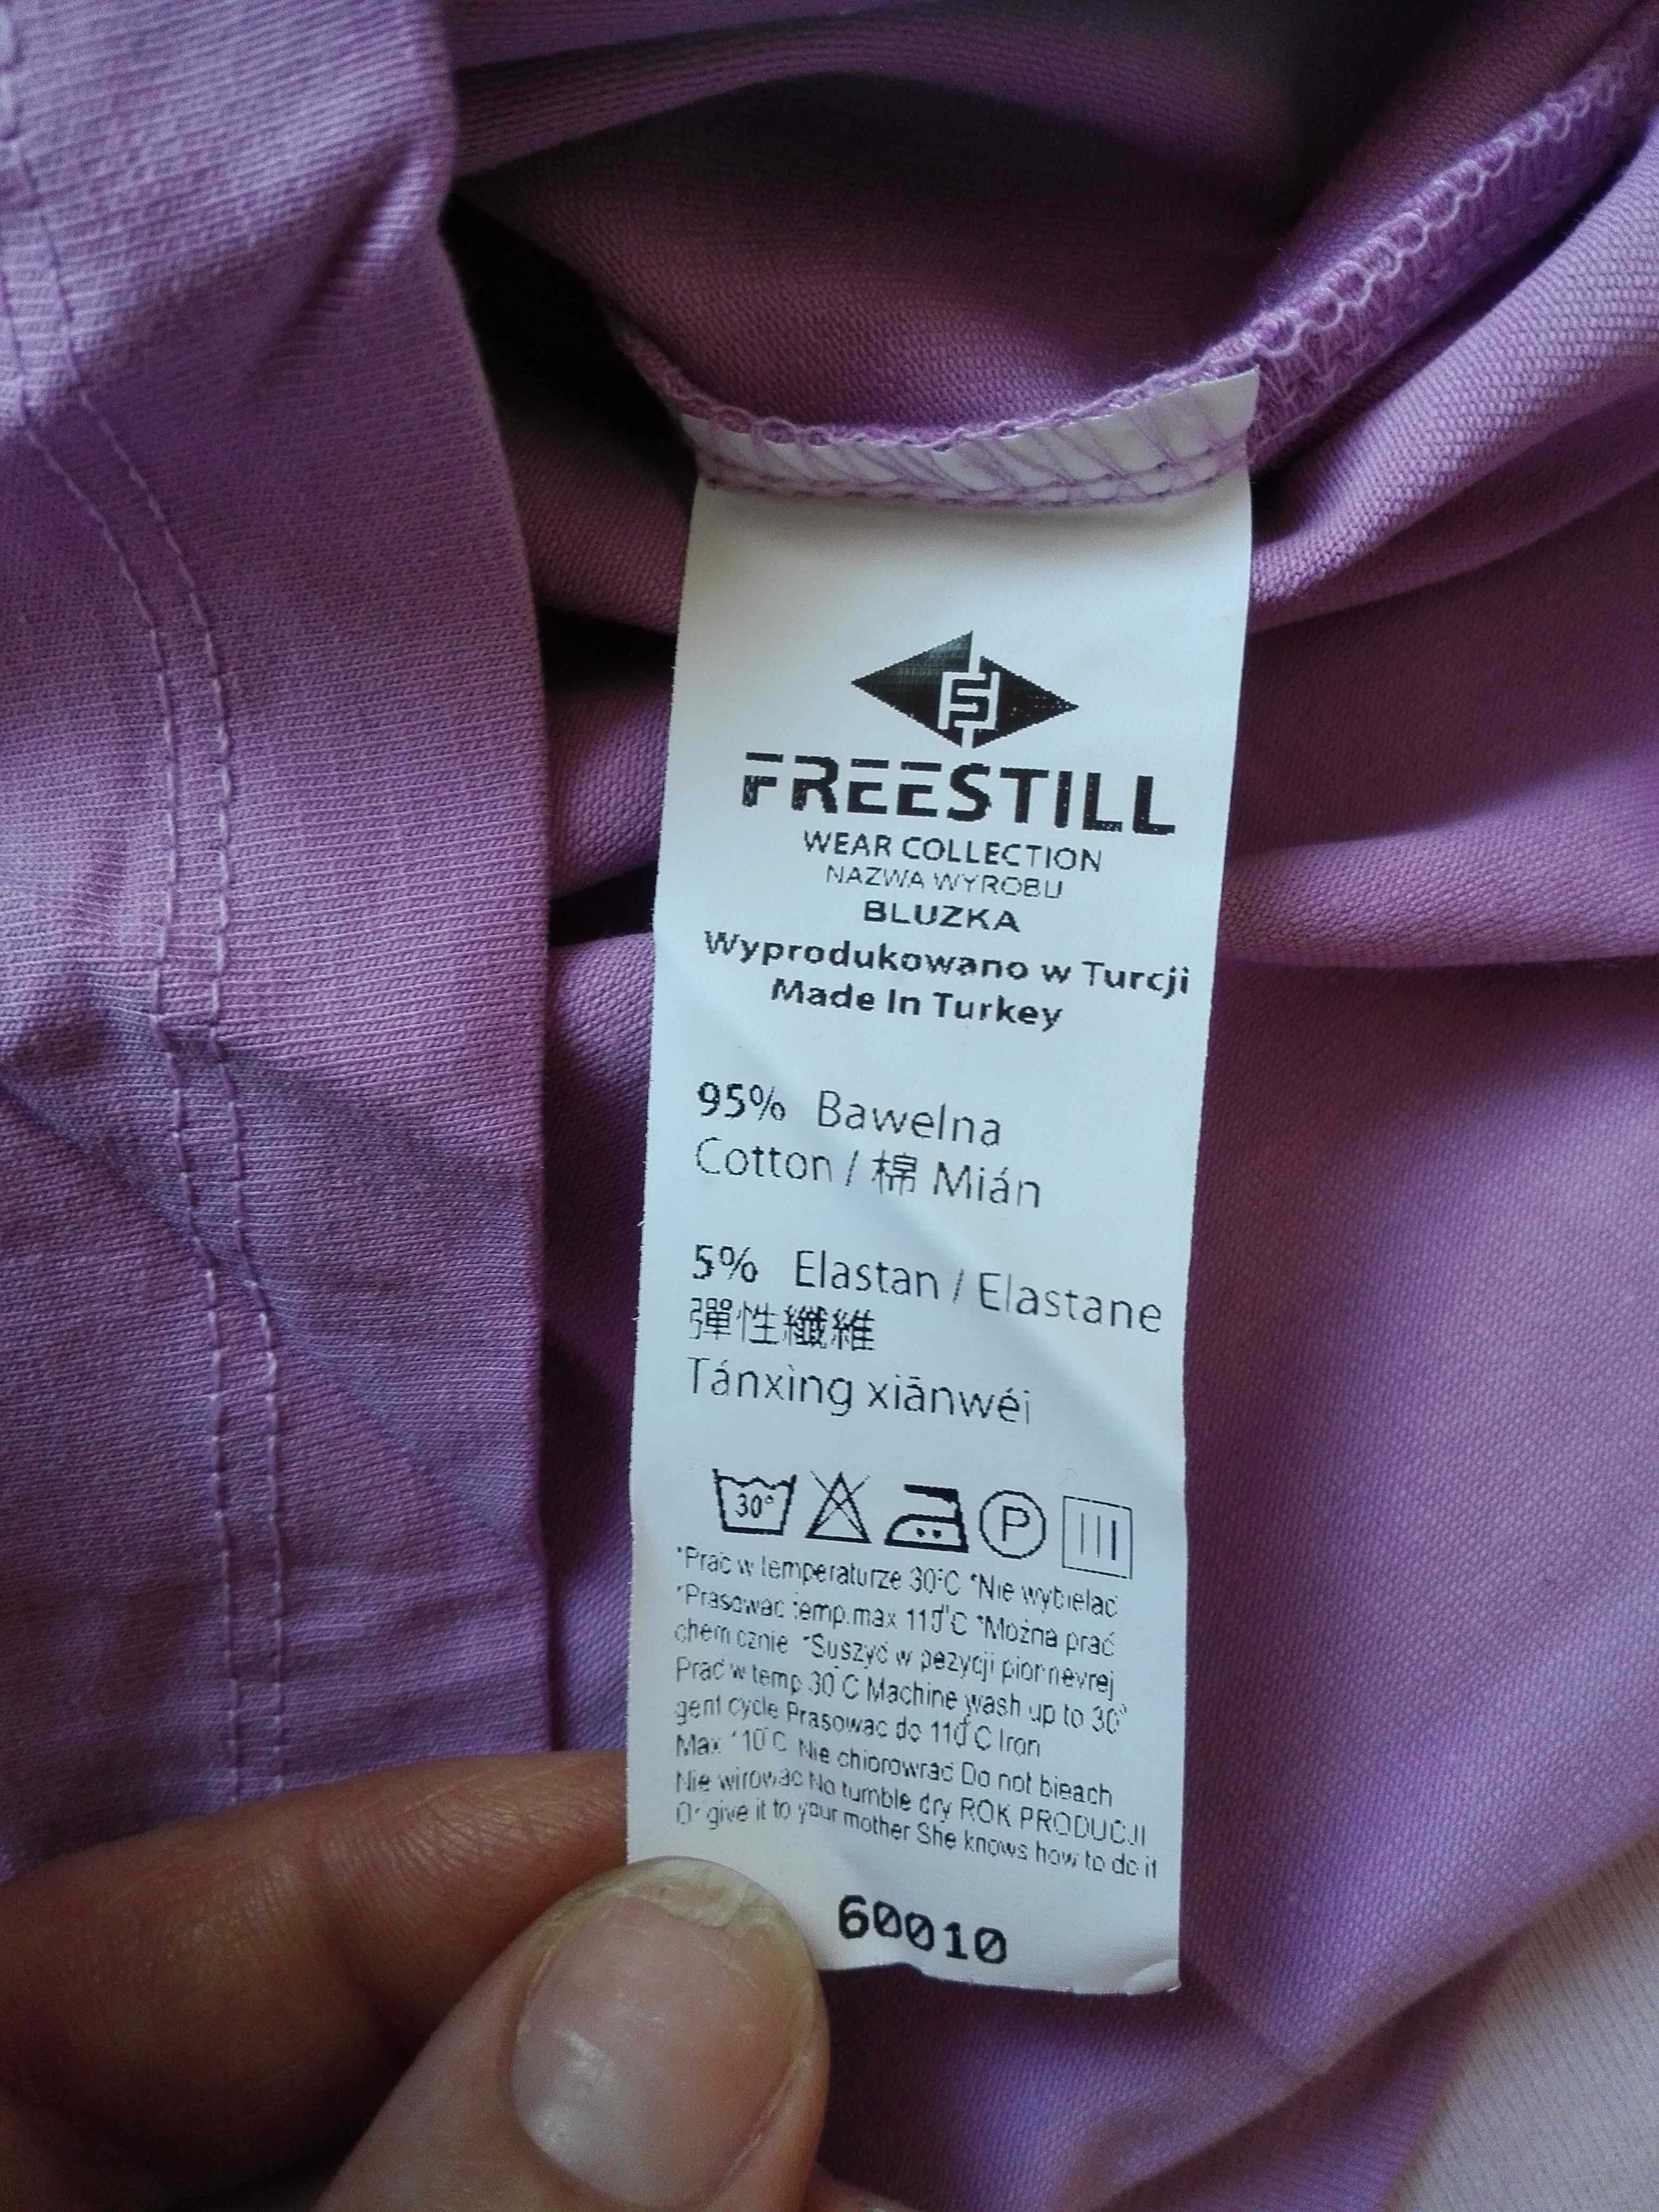 FREESTILL
WEAR COLLECTION
NAZWA WYROBU
BLUZKA
Wyprodukowano w Turcji
Made In Turkey
95% Bawelna
Cotton / 棉 Mián
5% Elastan / Elastane
彈性纖維
Tánxìng xiānwéi
30°
P
*Prać w temperaturze 30°C *Nie wybielać
*Prasować temp.max 110°C *Można prać
chemicznie *Suszyć w pozycji
Prać w temp 30°C Machine wash up to 30°
gent cycle Prasować do 110°C Iron
Max 110°C Nie chlorowrać Do not bleach
Nie wirować No tumble dry ROK PRODUCJI
Or give it to your mother She knows how to do it
60010